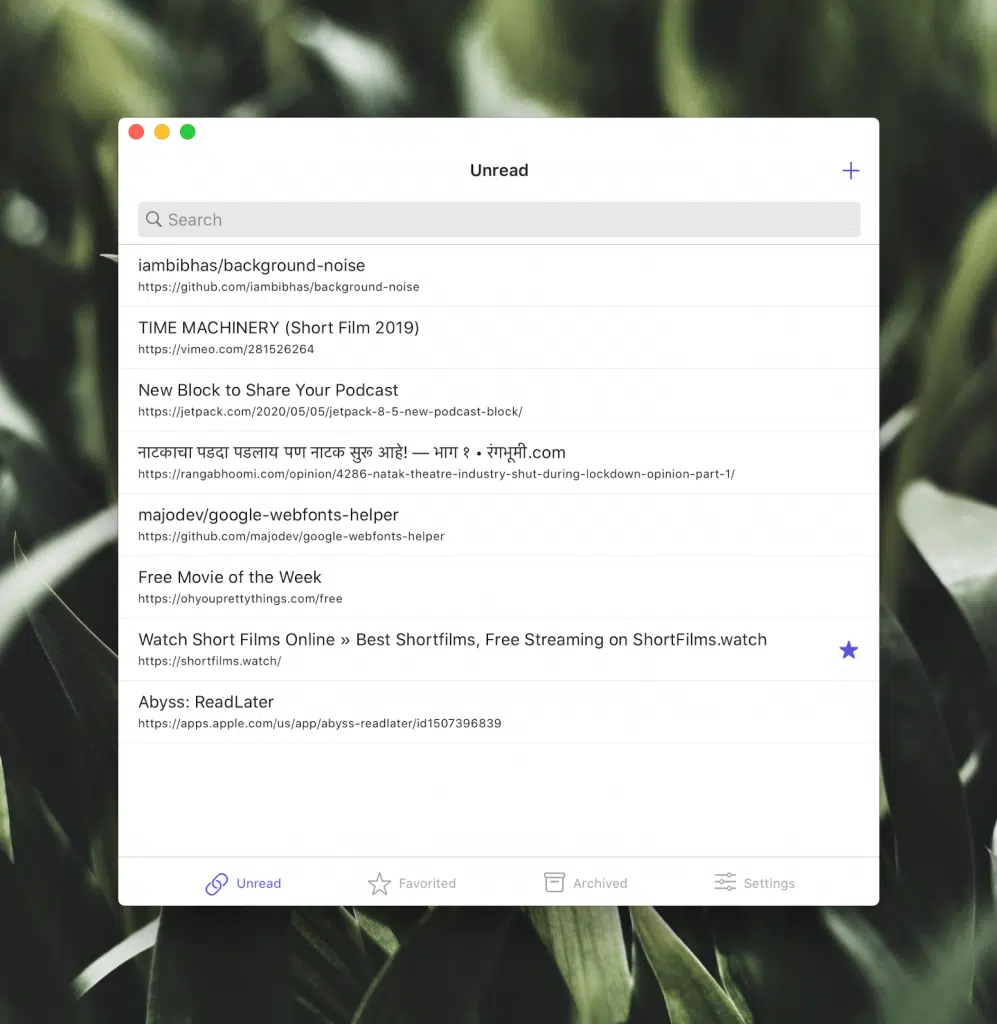 Unread
Search
iambibhas/background-noise
https://github.com/iambibhas/background-noise
TIME MACHINERY (Short Film 2019)
https://vimeo.com/281526264
New Block to Share Your Podcast
https://jetpack.com/2020/05/05/jetpack-8-5-new-podcast-block/
नाटकाचा पडदा पडलाय पण नाटक सुरू आहे! — भाग १ • रंगभूमी.com
https://rangabhoomi.com/opinion/4286-natak-theatre-industry-shut-during-lockdown-opinion-part-1/
majodev/google-webfonts-helper
https://github.com/majodev/google-webfonts-helper
Free Movie of the Week
https://ohyouprettythings.com/free
Watch Short Films Online » Best Shortfilms, Free Streaming on ShortFilms.watch
https://shortfilms.watch/
Abyss: ReadLater
https://apps.apple.com/us/app/abyss-readlater/id1507396839
Unread Favorited Archived Settings